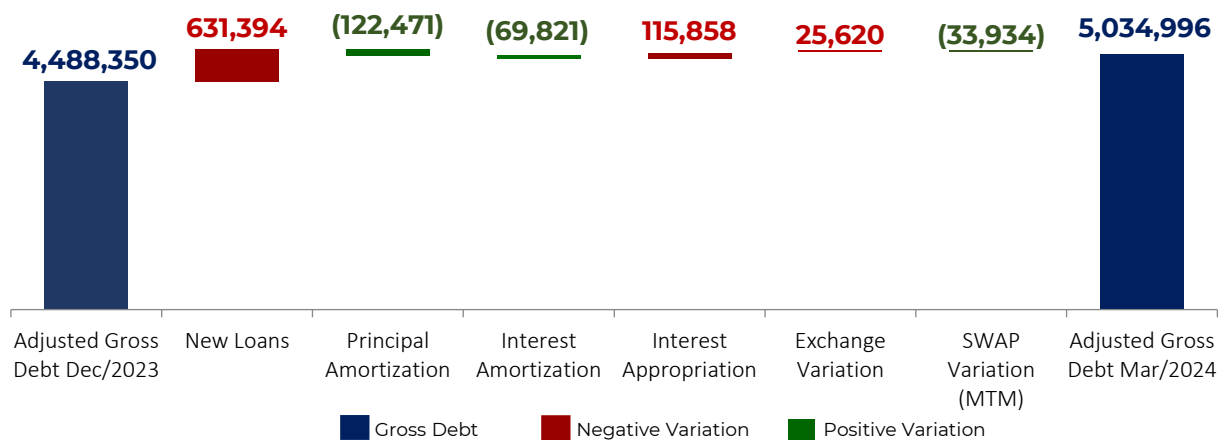 4,488,350
631,394
(122,471)
(69,821)
115,858
25,620
(33,934)
5,034,996
Adjusted Gross
Debt Dec/2023
New Loans
Principal
Amortization
Interest
Amortization
Interest
Appropriation
Exchange
Variation
SWAP
Variation
(MTM)
Adjusted Gross
Debt Mar/2024
Gross Debt
Negative Variation
Positive Variation